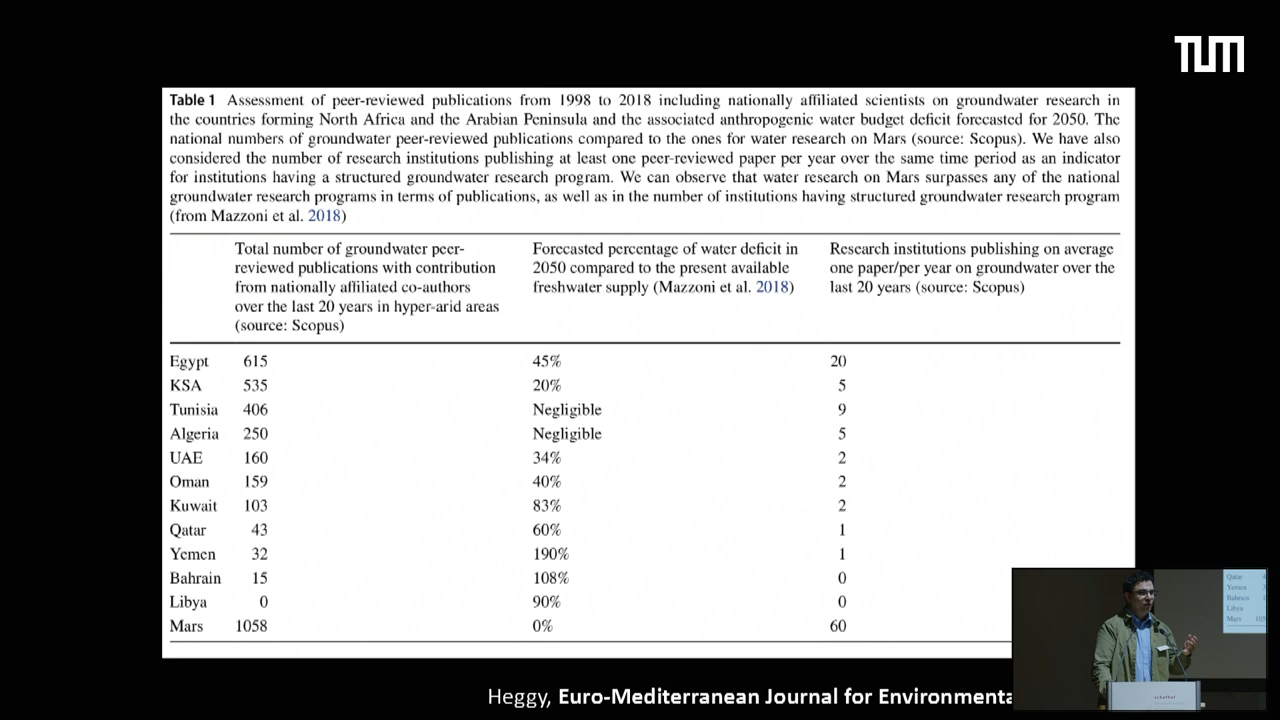 TUM
Table 1 Assessment of peer-reviewed publications from 1998 to 2018 including nationally affiliated scientists on groundwater research in
the countries forming North Africa and the Arabian Peninsula and the associated anthropogenic water budget deficit forecasted for 2050. The
national numbers of groundwater peer-reviewed publications compared to the ones for water research on Mars (source: Scopus). We have also
considered the number of research institutions publishing at least one peer-reviewed paper per year over the same time period as an indicator
for institutions having a structured groundwater research program. We can observe that water research on Mars surpasses any of the national
groundwater research programs in terms of publications, as well as in the number of institutions having structured groundwater research program
(from Mazzoni et al. 2018)
Total number of groundwater peer-
reviewed publications with contribution
from nationally affiliated co-authors
over the last 20 years in hyper-arid areas
(source: Scopus)
Forecasted percentage of water deficit in
2050 compared to the present available
freshwater supply (Mazzoni et al. 2018)
Research institutions publishing on average
one paper/per year on groundwater over the
last 20 years (source: Scopus)
Egypt 615 45% 20
KSA 535 20% 5
Tunisia 406 Negligible 9
Algeria 250 Negligible 5
UAE 160 34% 2
Oman 159 40% 2
Kuwait 103 83% 2
Qatar 43 60% 1
Yemen 32 190% 1
Bahrain 15 108% 0
Libya 0 90% 0
Mars 1058 0% 60
Qatar
Yemen
Bahrain
Libya
Mars
Heggy, Euro-Mediterranean Journal for Environmenta